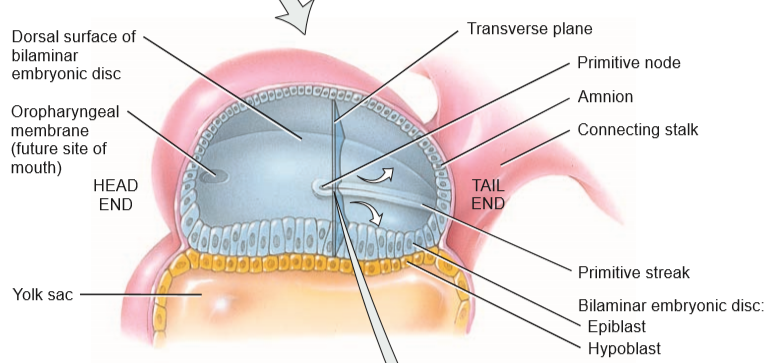 Dorsal surface of
bilaminar
embryonic disc
Oropharyngeal
membrane
(future site of
mouth)
HEAD
END
Yolk sac
Transverse plane
Primitive node
Amnion
Connecting stalk
TAIL
END
Primitive streak
Bilaminar embryonic disc:
Epiblast
Hypoblast